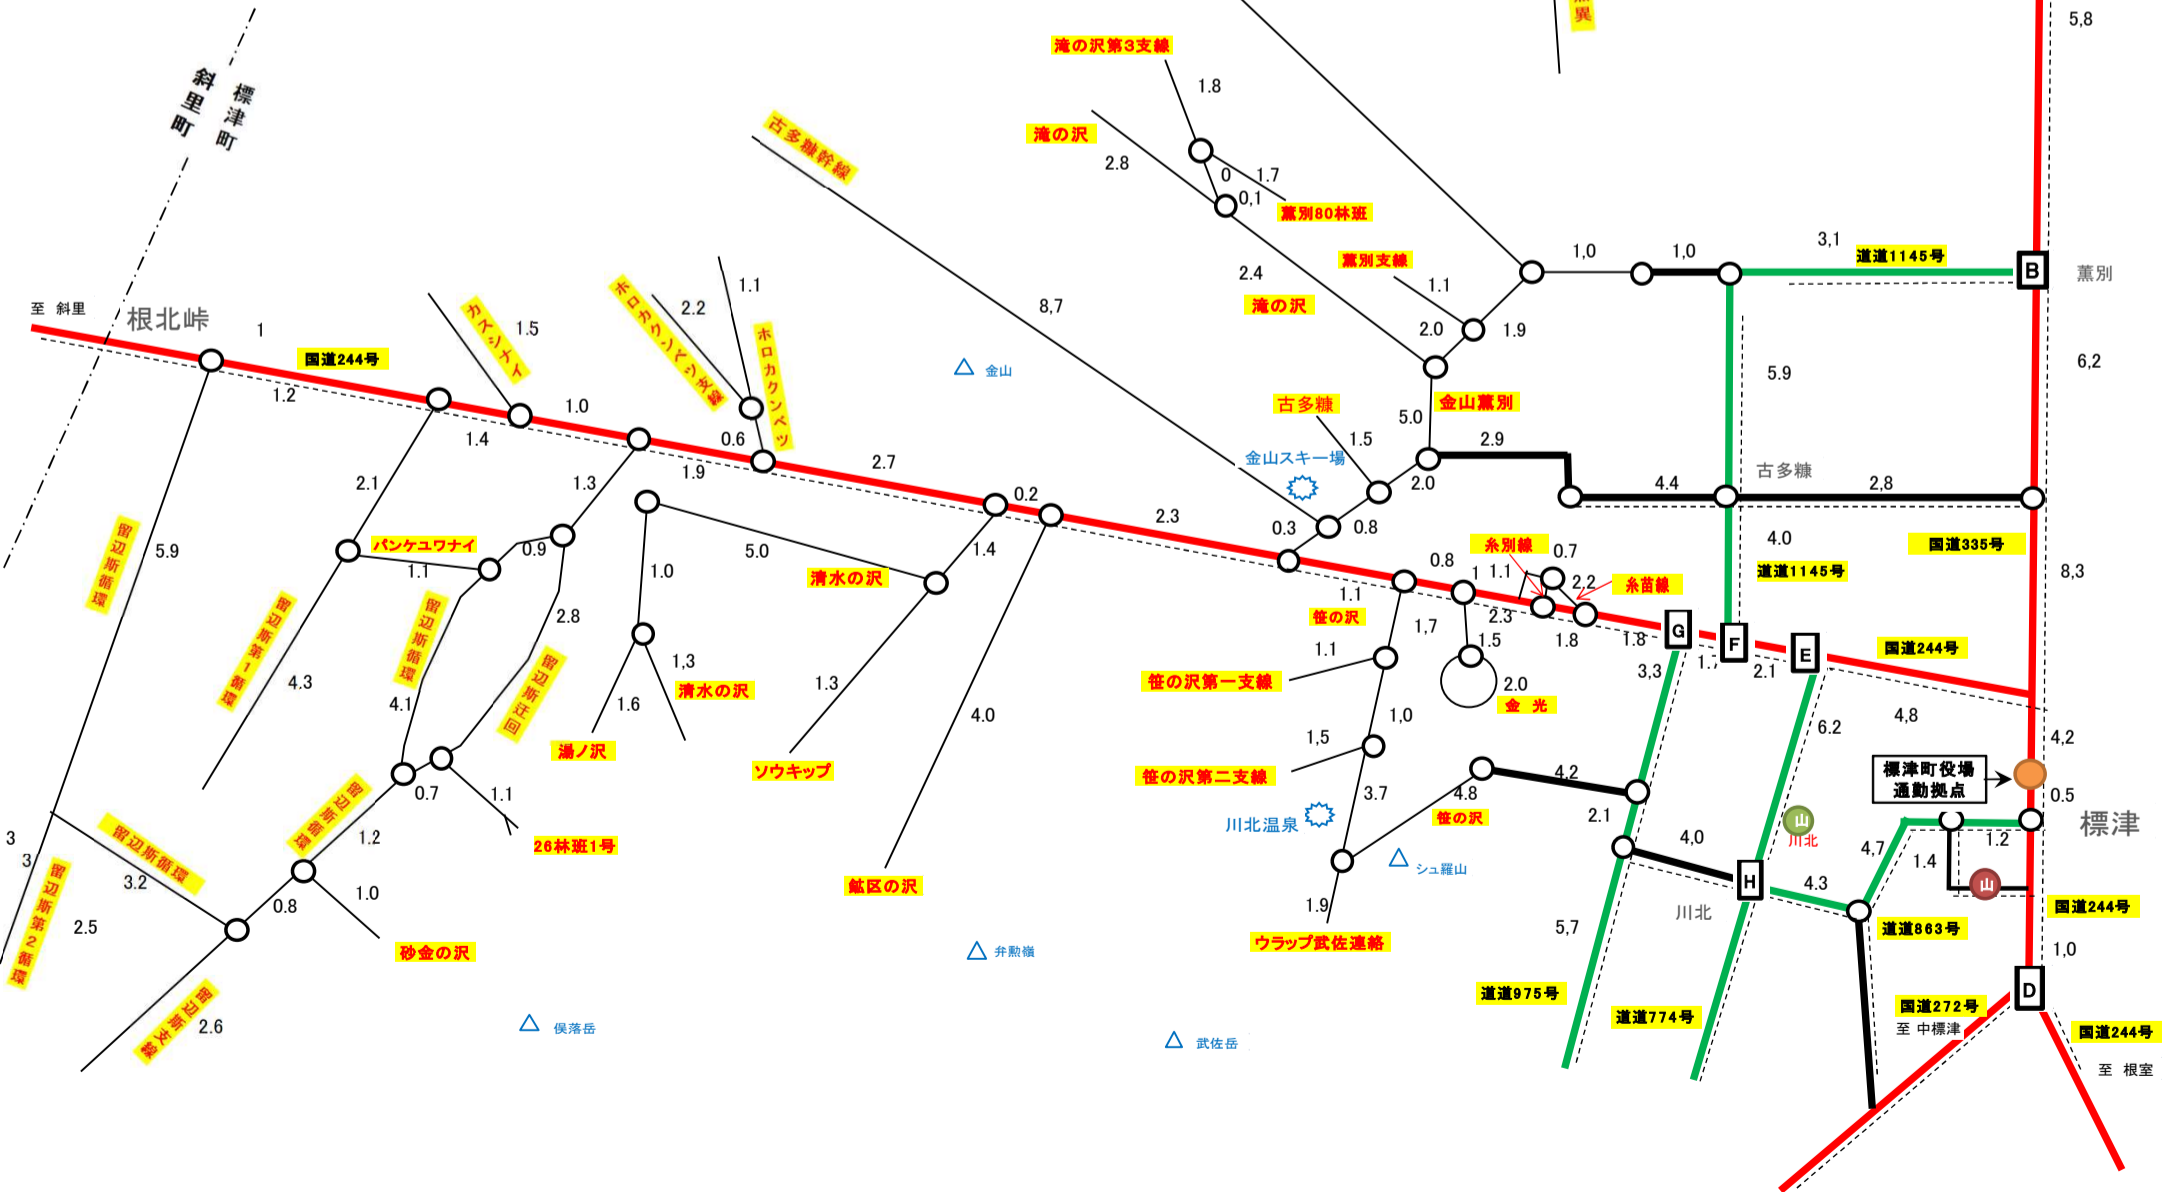 異
5,8
滝の沢第3支線
1.8
斜里町
標津町
滝の沢
2.8
古多糠幹線
0
1.7
0,1
薫別80林班
3,1
道道1145号
1,0
1,0
B
薫別
薫別支線
1.1
2.4
滝の沢
2.0
1.9
8,7
ホロカクンベツ支線
2.2
1.1
ホロカクンベツ
カスシナイ
1.5
至 斜里
根北峠
1
国道244号
1.2
1.0
1.4
0.6
1.9
2.7
金山
5.9
6,2
古多糠
金山薫別
5.0
1.5
2.9
金山スキー場
2.0
古多糠
4.4
2,8
0.2
2.3
0.3
0.8
2.1
1.3
パンケユワナイ
1.1
0.9
5.0
1.4
清水の沢
1.0
留辺斯循環
5.9
糸別線
0.7
0.8
1
1.1
2.2
糸苗線
4.0
道道1145号
国道335号
8,3
1.1
笹の沢
1,7
2.3
1.8
1.8
G
F
E
1.7
2.1
国道244号
留辺斯第1循環
留辺斯循環
2.8
留辺斯迂回
4.3
4.1
1.5
2.0
金 光
1.1
笹の沢第一支線
3,3
1,3
清水の沢
1.6
湯ノ沢
1.3
ソウキップ
4.0
1,0
1,5
笹の沢第二支線
4,8
6.2
4,2
標津町役場
通勤拠点
0.5
標津
3.7
川北温泉
4.8
4.2
笹の沢
2.1
4,0
山
川北
4,7
1.2
1.4
山
0.7
1.1
26林班1号
留辺斯循環
1.2
留辺斯循環
3.2
3
3
留辺斯第2循環
2.5
0.8
1.0
砂金の沢
鉱区の沢
シュ羅山
1.9
ウラップ武佐連絡
H
4.3
川北
5,7
道道863号
国道244号
1,0
弁勲嶺
道道975号
道道774号
D
国道272号
至 中標津
国道244号
至 根室
留辺斯支線
2.6
俣落岳
武佐岳